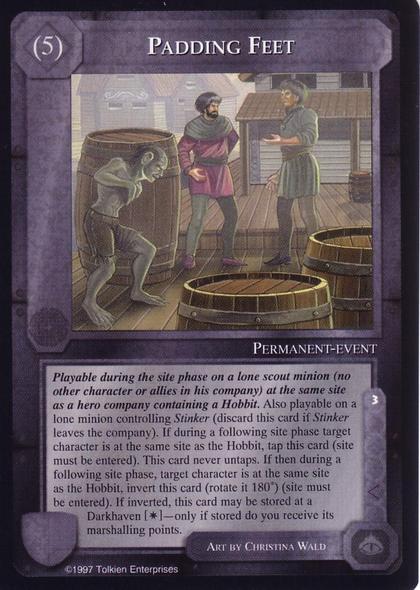 (5)
PADDING FEET
PERMANENT-EVENT
Playable during the site phase on a lone scout minion (no
other character or allies in his company) at the same site
as a hero company containing a Hobbit. Also playable on a
lone minion controlling Stinker (discard this card if Stinker
leaves the company). If during a following site phase target
character is at the same site as the Hobbit, tap this card (site
must be entered). This card never untaps. If then during a
following site phase, target character is at the same site
as the Hobbit, invert this card (rotate it 180˚) (site must
be entered). If inverted, this card may be stored at a
Darkhaven [✶]—only if stored do you receive its
marshalling points.
3
ART BY CHRISTINA WALD
©1997 Tolkien Enterprises